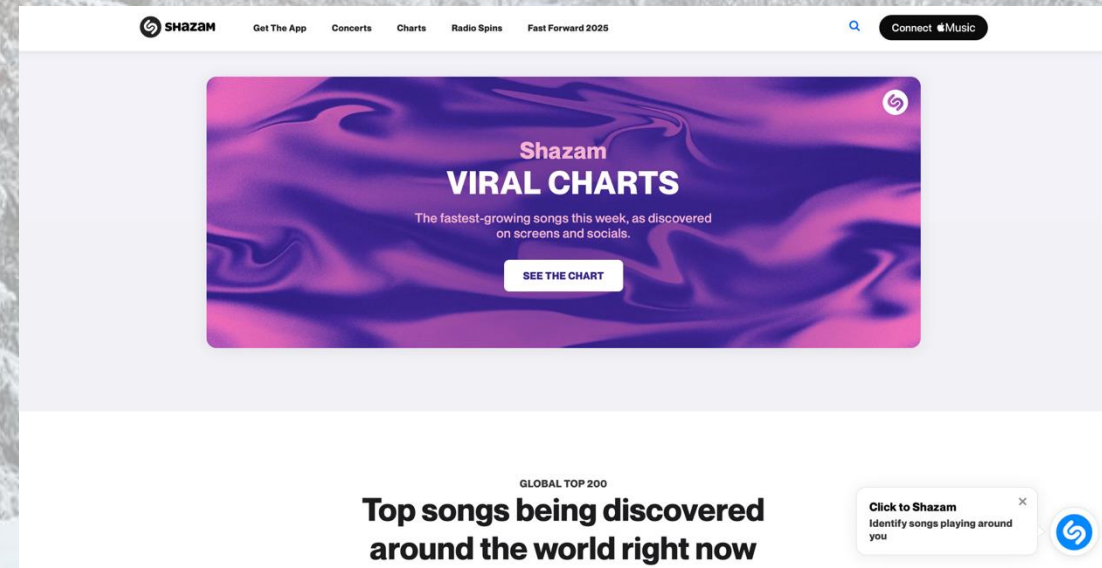 SHAZAM
Get The App
Concerts
Charts
Radio Spins
Fast Forward 2025
Connect Music
Shazam
VIRAL CHARTS
The fastest-growing songs this week, as discovered
on screens and socials.
SEE THE CHART
GLOBAL TOP 200
Top songs being discovered
around the world right now
Click to Shazam
Identify songs playing around
you